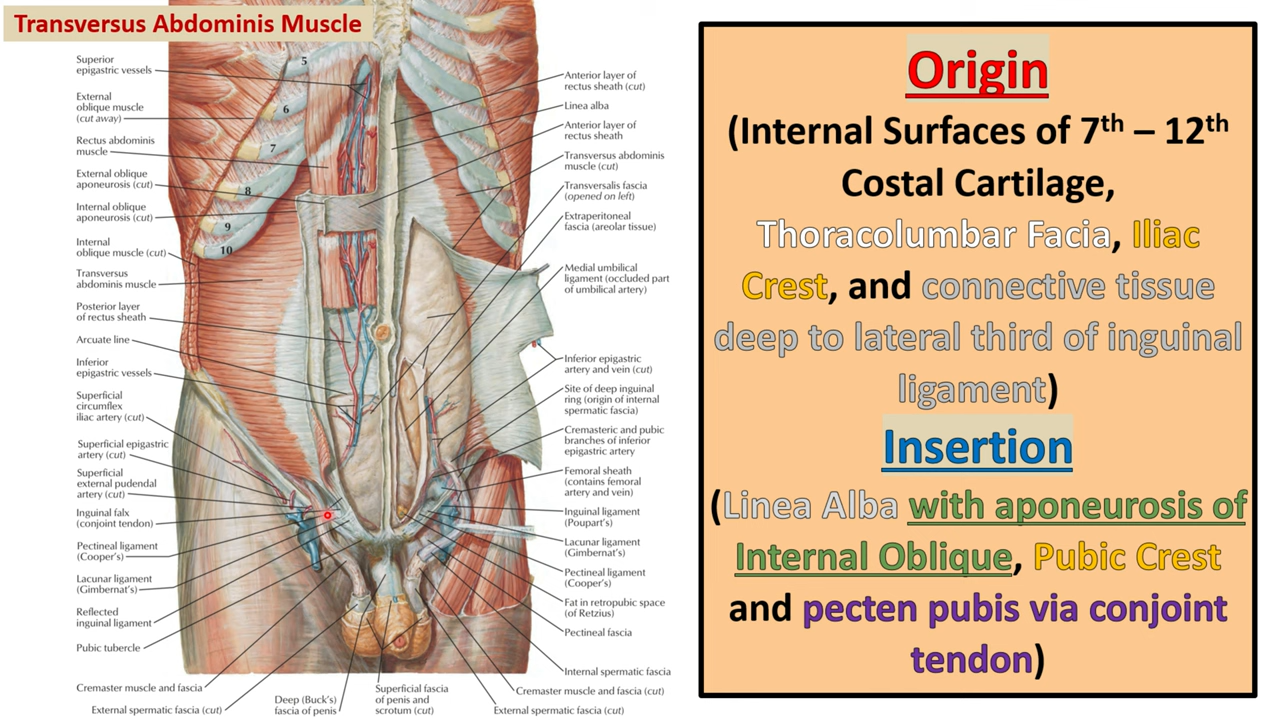 Transversus Abdominis Muscle
Superior
epigastric vessels
External
oblique muscle
(cut away)
Rectus abdominis
muscle
External oblique
aponeurosis (cut)
Internal oblique
aponeurosis (cut)
Internal
oblique muscle (cut)
Transversus
abdominis muscle
Posterior layer
of rectus sheath
Arcuate line
Inferior
epigastric vessels
Superficial
circumflex
iliac artery (cut)
Superficial epigastric
artery (cut)
Superficial
external pudendal
artery (cut)
Inguinal falx
(conjoint tendon)
Pectineal ligament
(Cooper's)
Lacunar ligament
(Gimbernat's)
Reflected
inguinal ligament
Pubic tubercle
Cremaster muscle and fascia
External spermatic fascia (cut)
5
6
7
8
9
10
Deep (Buck's)
fascia of penis
Superficial fascia
of penis and
scrotum (cut)
Anterior layer of
rectus sheath (cut)
Linea alba
Anterior layer of
rectus sheath
Transversus abdominis
muscle (cut)
Transversalis fascia
(opened on left)
Extraperitoneal
fascia (areolar tissue)
Medial umbilical
ligament (occluded part
of umbilical artery)
Inferior epigastric
artery and vein (cut)
Site of deep inguinal
ring (origin of internal
spermatic fascia)
Cremasteric and pubic
branches of inferior
epigastric artery
Femoral sheath
(contains femoral
artery and vein)
Inguinal ligament
(Poupart's)
Lacunar ligament
(Gimbernat's)
Pectineal ligament
(Cooper's)
Fat in retropubic space
(of Retzius)
Pectineal fascia
Internal spermatic fascia
Cremaster muscle and fascia (cut)
External spermatic fascia (cut)
Origin
(Internal Surfaces of 7th – 12th
Costal Cartilage,
Thoracolumbar Facia, Iliac
Crest, and connective tissue
deep to lateral third of inguinal
ligament)
Insertion
(Linea Alba with aponeurosis of
Internal Oblique, Pubic Crest
and pecten pubis via conjoint
tendon)